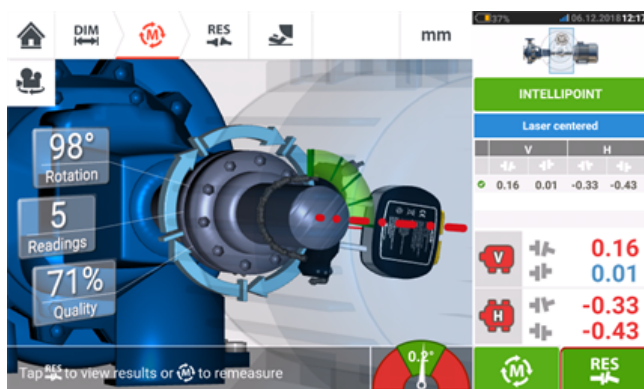 DIM
M
RES
mm
37%
06.12.2018 12:17
98°
Rotation
5
Readings
71%
Quality
Tap RES to view results or M to remeasure
0.2°
INTELLIPOINT
Laser centered
V H
0.16 0.01 -0.33 -0.43
V
0.16
0.01
H
-0.33
-0.43
M
RES